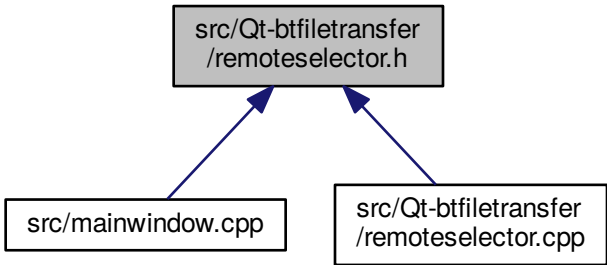 src/Qt-btfiletransfer
/remoteselector.h
src/mainwindow.cpp
src/Qt-btfiletransfer
/remoteselector.cpp